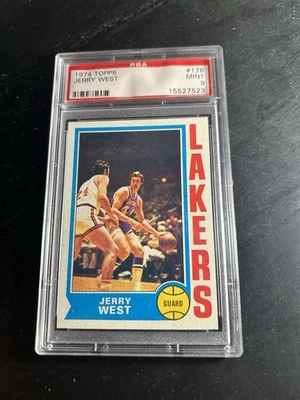 PSA
1974 TOPPS #176
JERRY WEST MINT
9
15527523
LAKERS
JERRY
WEST
GUARD